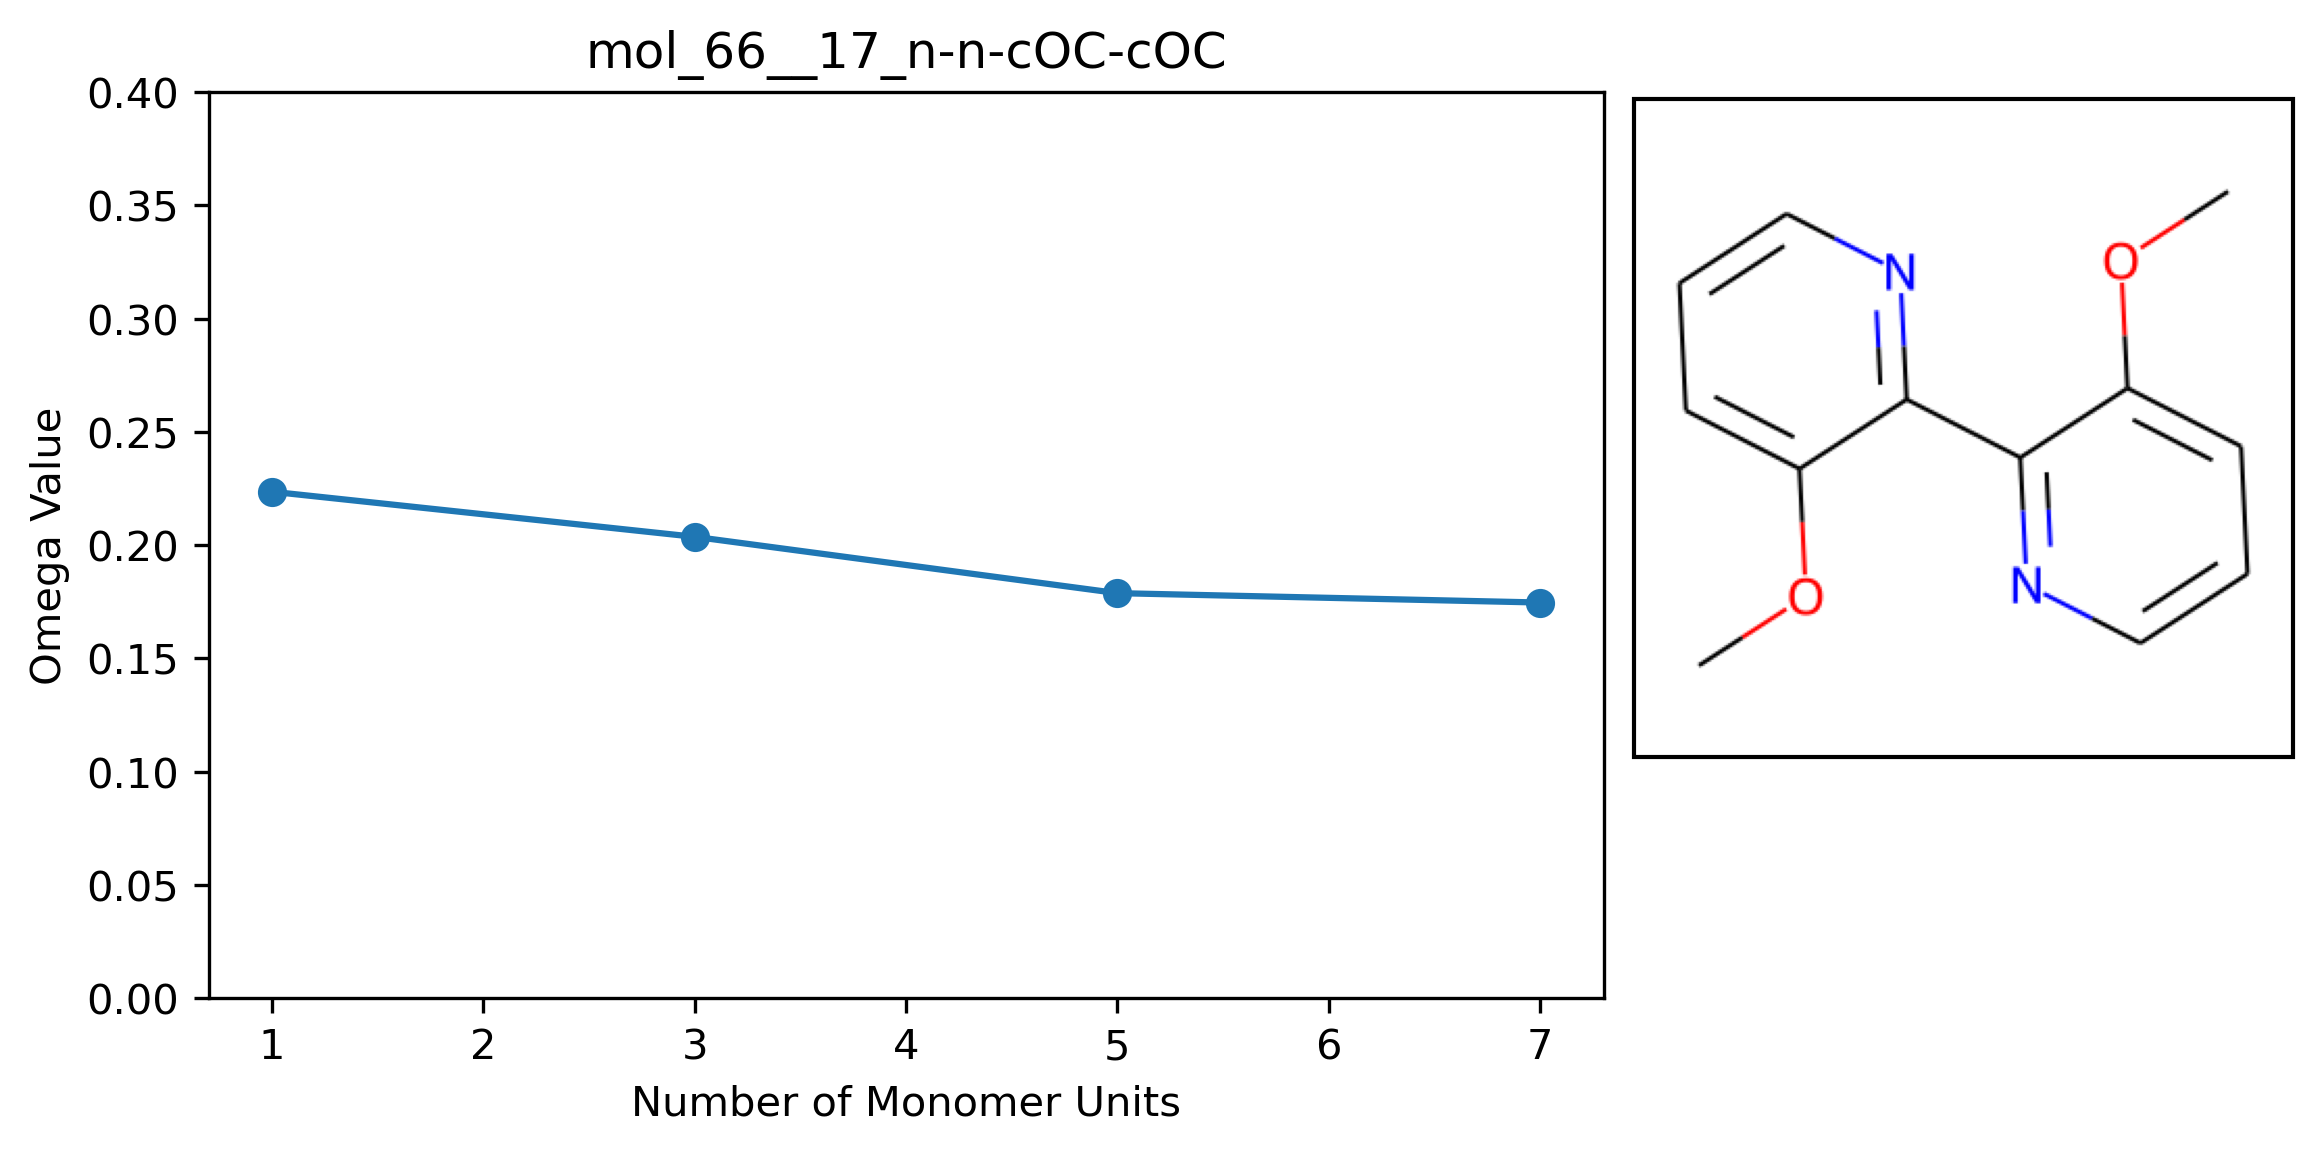 mol_66__17_n-n-cOC-cOC
0.40
0.35
0.30
0.25
0.20
0.15
0.10
0.05
0.00
Omega Value
1 2 3 4 5 6 7
Number of Monomer Units
N
O
O
N